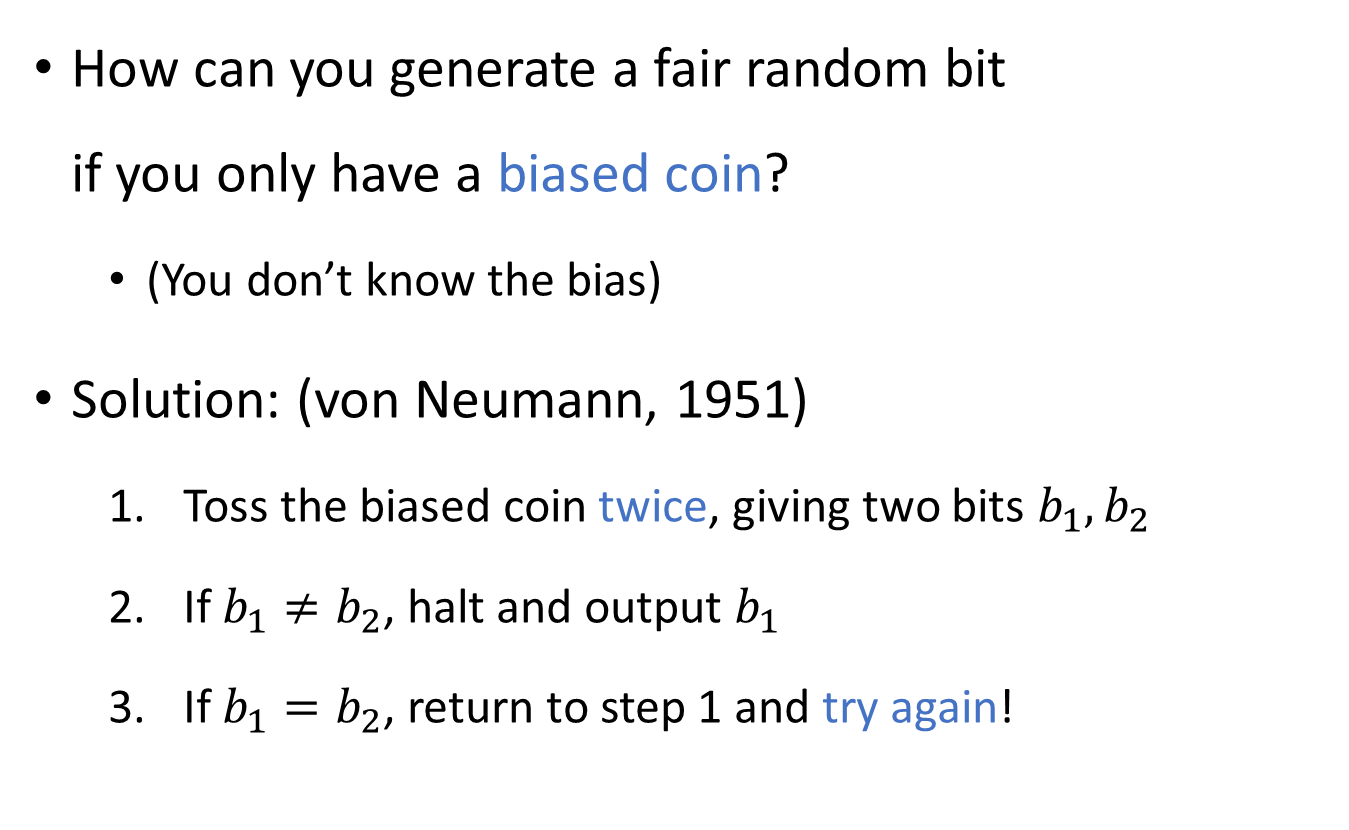 • How can you generate a fair random bit
if you only have a biased coin?
• (You don’t know the bias)
• Solution: (von Neumann, 1951)
1. Toss the biased coin twice, giving two bits 𝑏₁, 𝑏₂
2. If 𝑏₁ ≠ 𝑏₂, halt and output 𝑏₁
3. If 𝑏₁ = 𝑏₂, return to step 1 and try again!